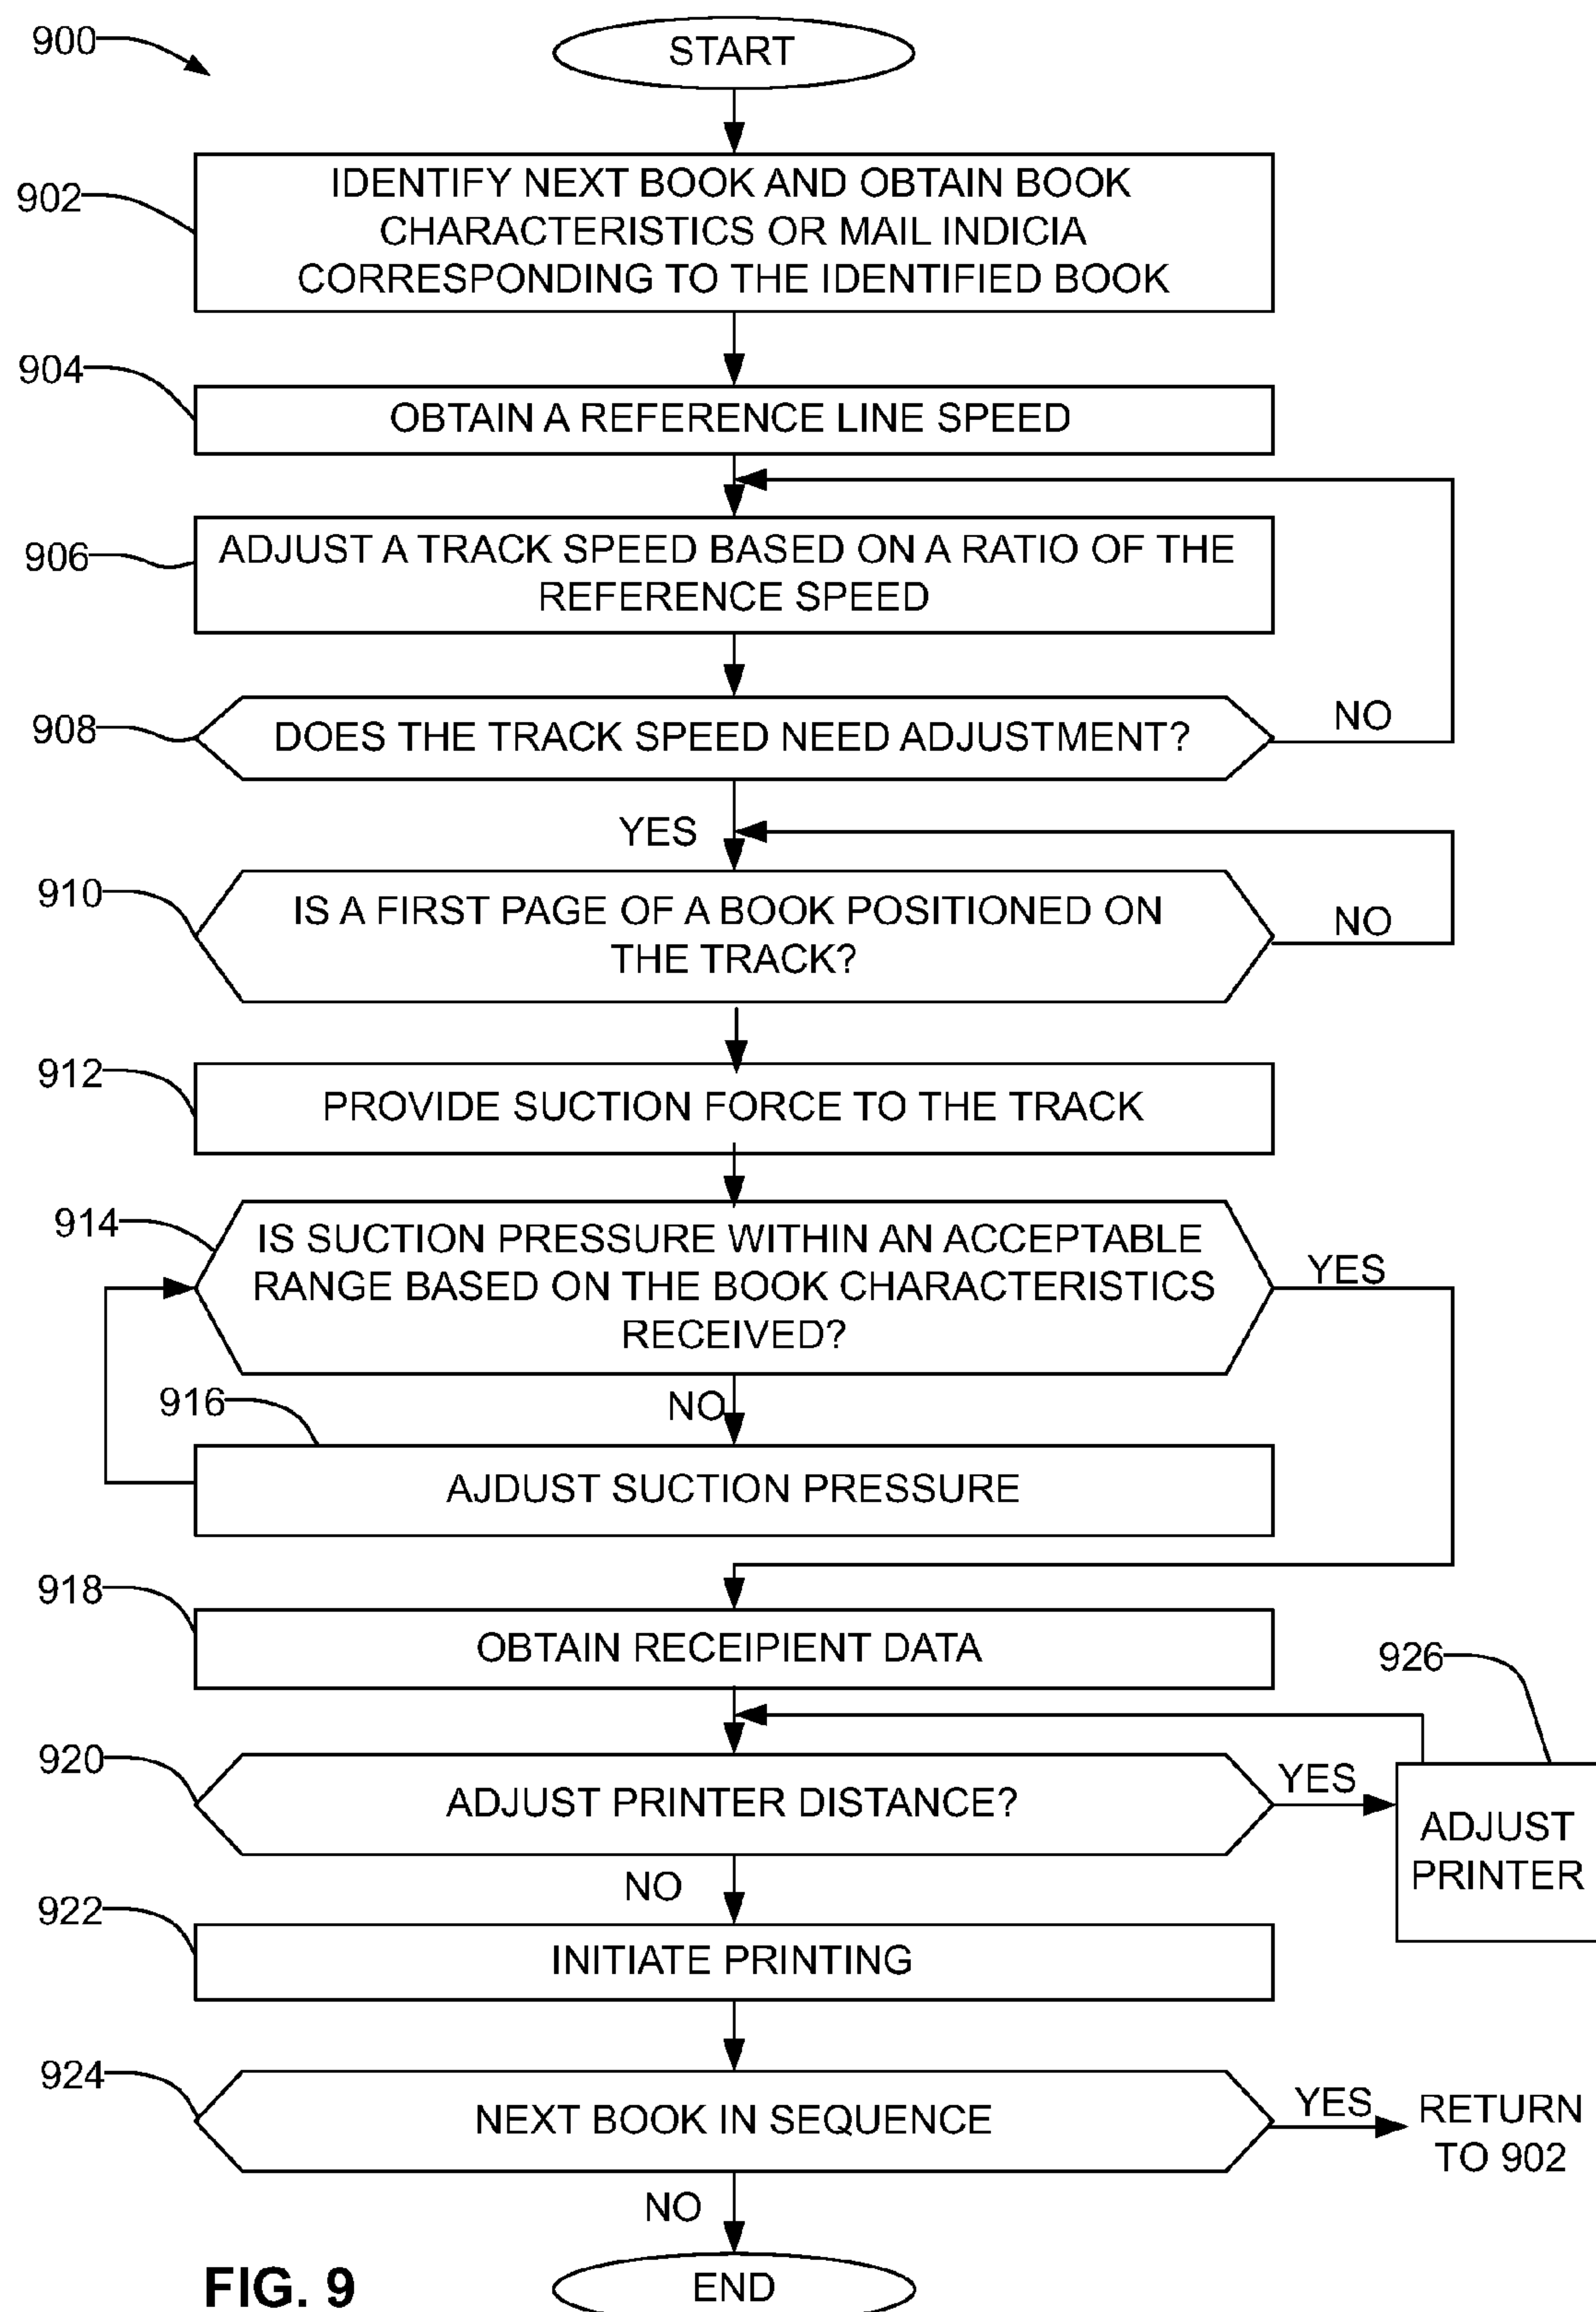 900
START
902
IDENTIFY NEXT BOOK AND OBTAIN BOOK
CHARACTERISTICS OR MAIL INDICIA
CORRESPONDING TO THE IDENTIFIED BOOK
904
OBTAIN A REFERENCE LINE SPEED
906
ADJUST A TRACK SPEED BASED ON A RATIO OF THE
REFERENCE SPEED
908
DOES THE TRACK SPEED NEED ADJUSTMENT?
NO
YES
910
IS A FIRST PAGE OF A BOOK POSITIONED ON
THE TRACK?
NO
912
PROVIDE SUCTION FORCE TO THE TRACK
914
IS SUCTION PRESSURE WITHIN AN ACCEPTABLE
RANGE BASED ON THE BOOK CHARACTERISTICS
RECEIVED?
YES
NO
916
AJDUST SUCTION PRESSURE
918
OBTAIN RECEIPIENT DATA
926
920
ADJUST PRINTER DISTANCE?
YES
ADJUST
PRINTER
NO
922
INITIATE PRINTING
924
NEXT BOOK IN SEQUENCE
YES
RETURN
TO 902
NO
END
FIG. 9